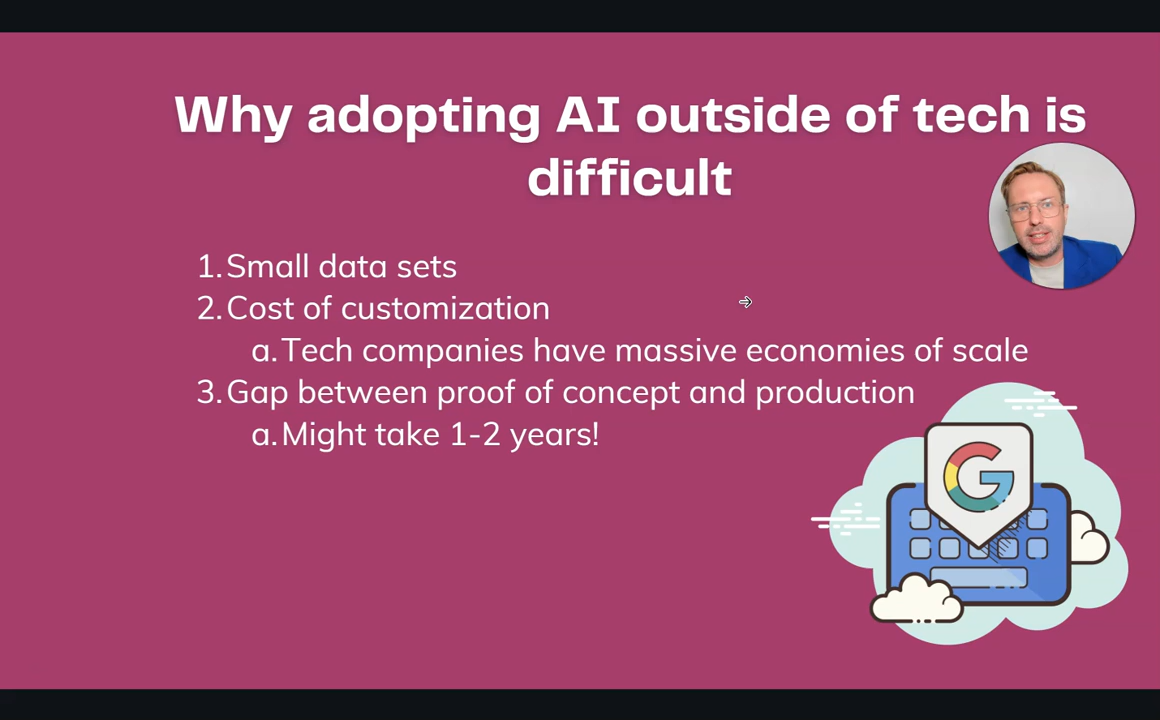 Why adopting AI outside of tech is
difficult
1. Small data sets
2. Cost of customization
a. Tech companies have massive economies of scale
3. Gap between proof of concept and production
a. Might take 1-2 years!
G